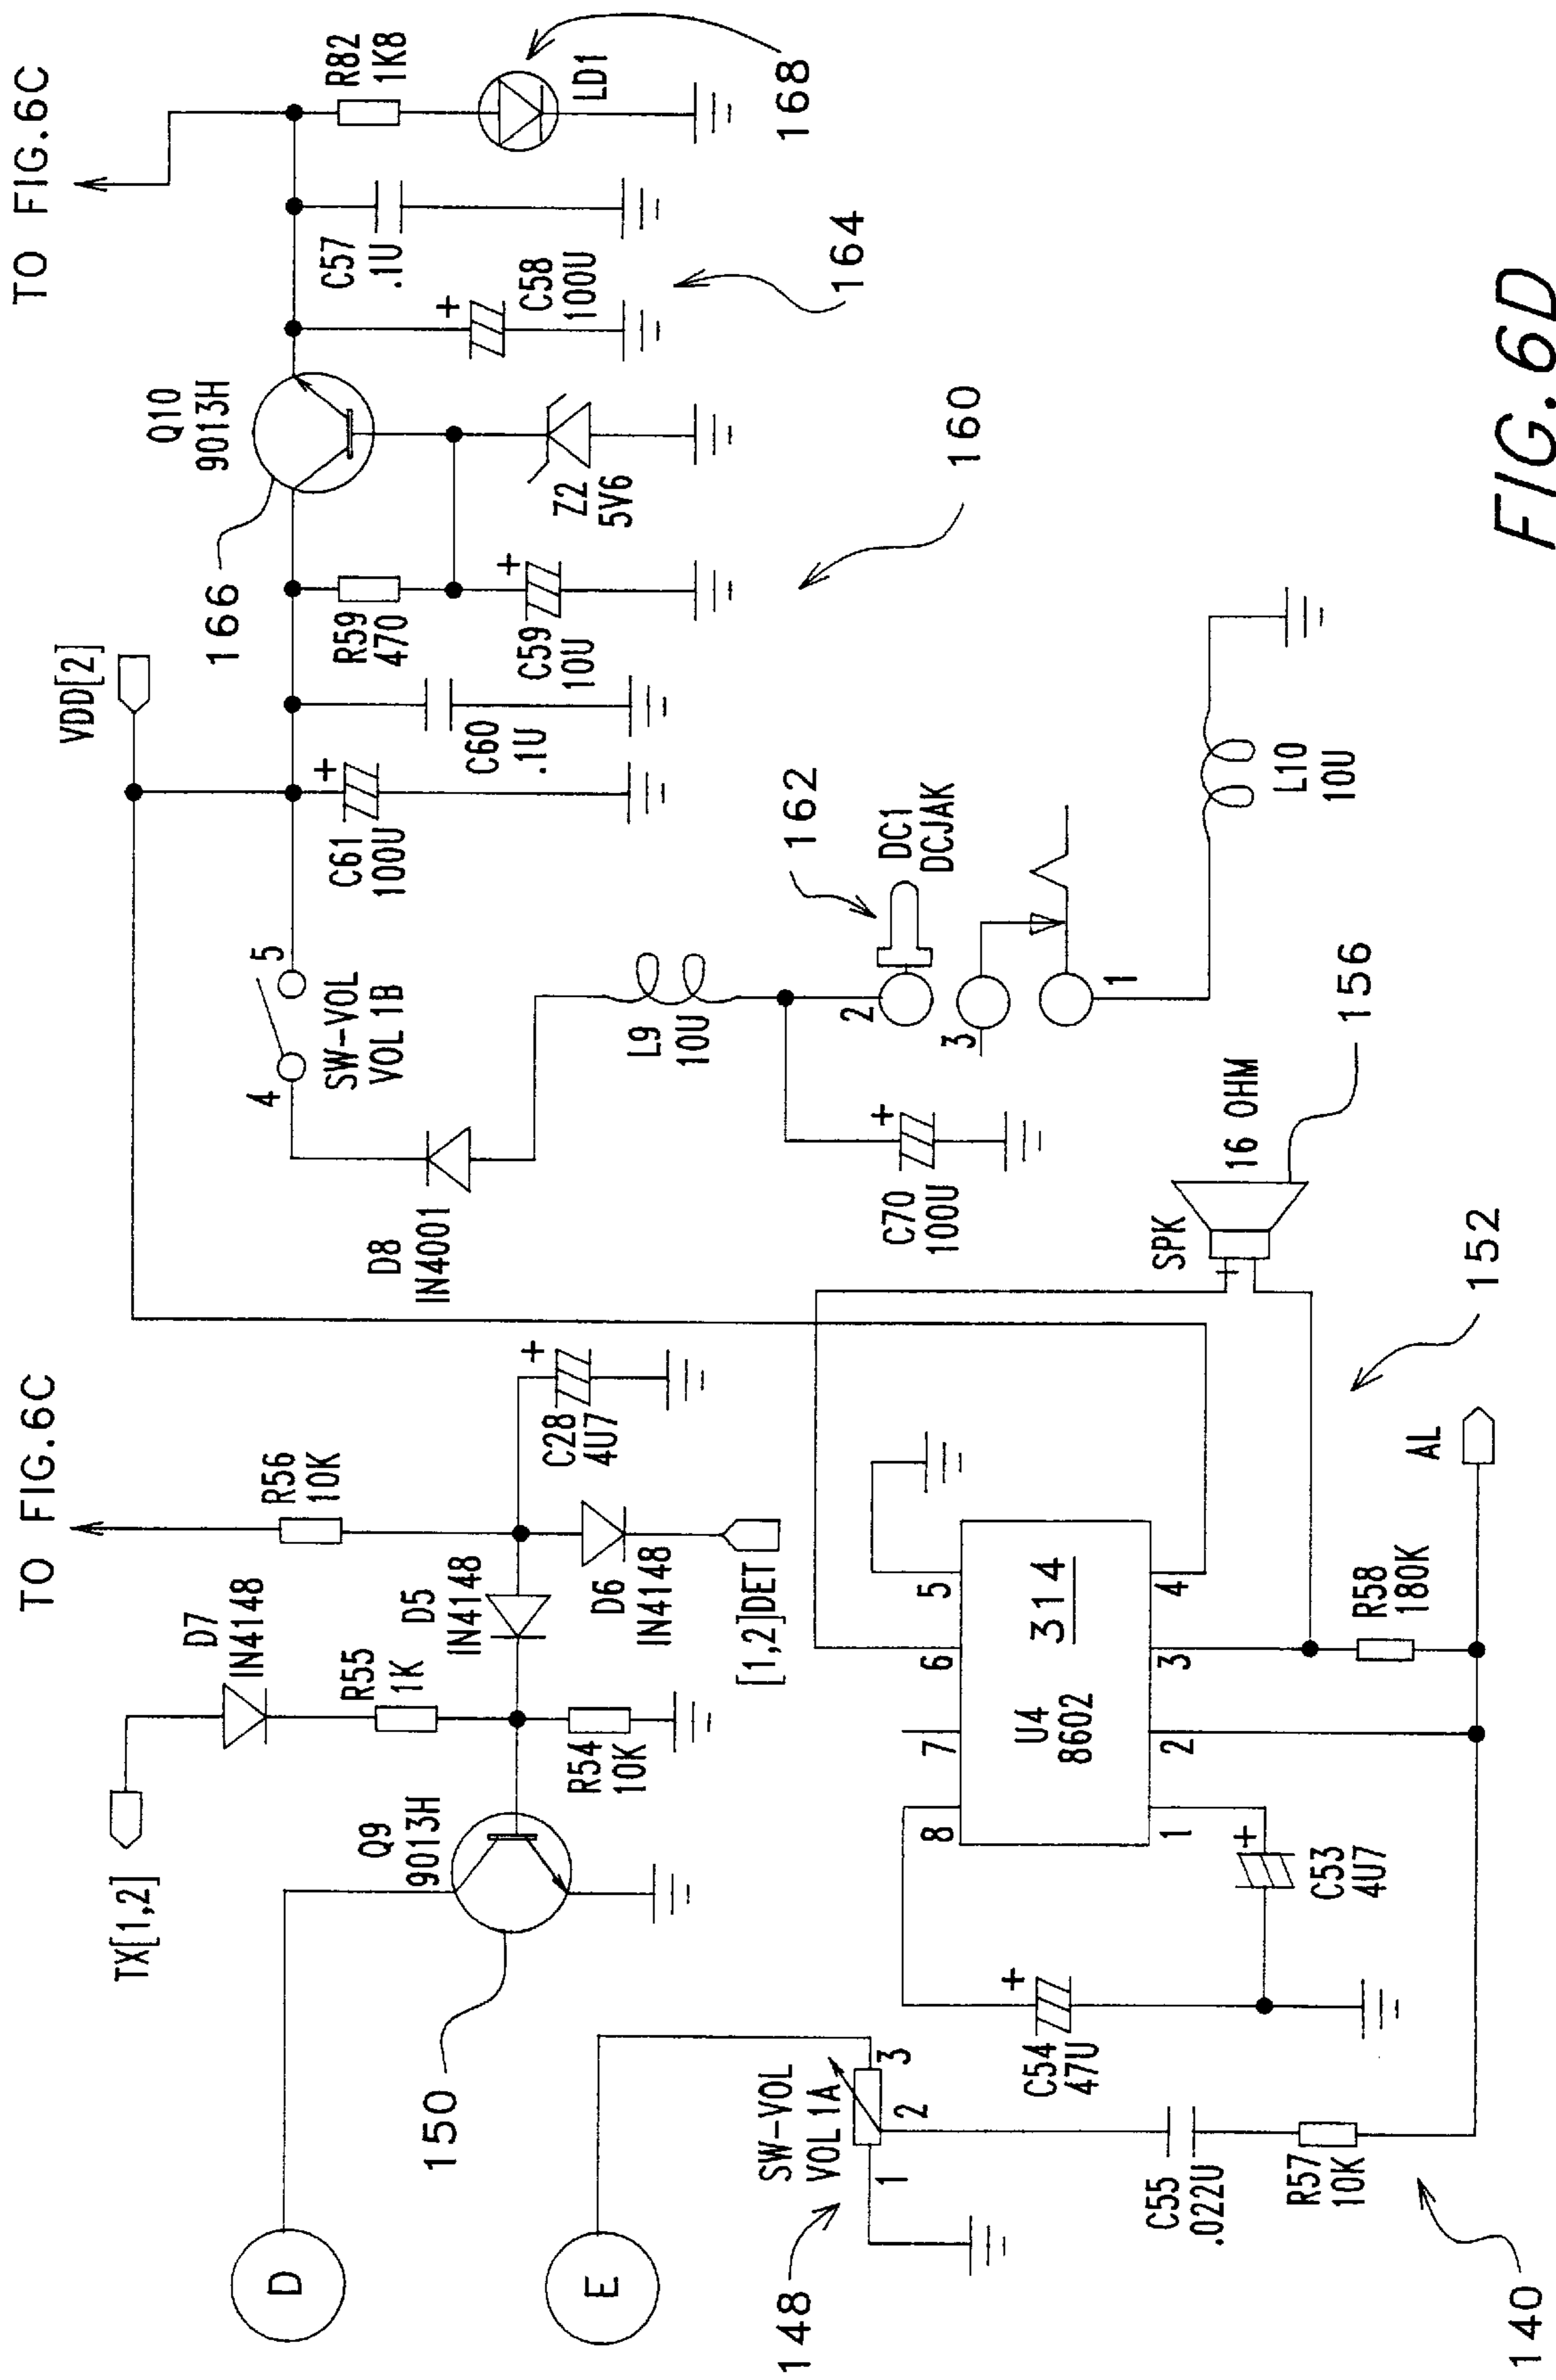 TO FIG.6C
TX[1,2]
D7
IN4148
R55
1K
R56
10K
D5
IN4148
D
Q9
9013H
150
R54
10K
D6
IN4148
C28
4U7
+
[1,2]DET
E
SW-VOL
VOL1A
148
1
2
3
C55
.022U
R57
10K
140
C54
47U
+
C53
4U7
+
8
7
6
5
U4
8602
314
1
2
3
4
R58
180K
AL
152
SPK
+
16 OHM
156
D8
IN4001
4
5
SW-VOL
VOL1B
L9
10U
C70
100U
+
2
3
1
162
DC1
DCJAK
L10
10U
VDD[2]
C61
100U
+
C60
.1U
R59
470
C59
10U
+
166
Q10
9013H
Z2
5V6
160
C58
100U
+
C57
.1U
164
TO FIG.6C
R82
1K8
LD1
168
FIG.6D